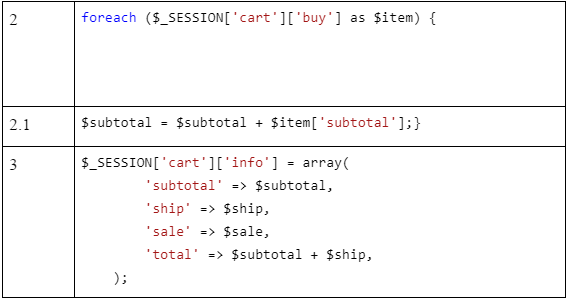 2 foreach ($_SESSION['cart']['buy'] as $item) {
2.1 $subtotal = $subtotal + $item['subtotal'];}
3 $_SESSION['cart']['info'] = array(
'subtotal' => $subtotal,
'ship' => $ship,
'sale' => $sale,
'total' => $subtotal + $ship,
);